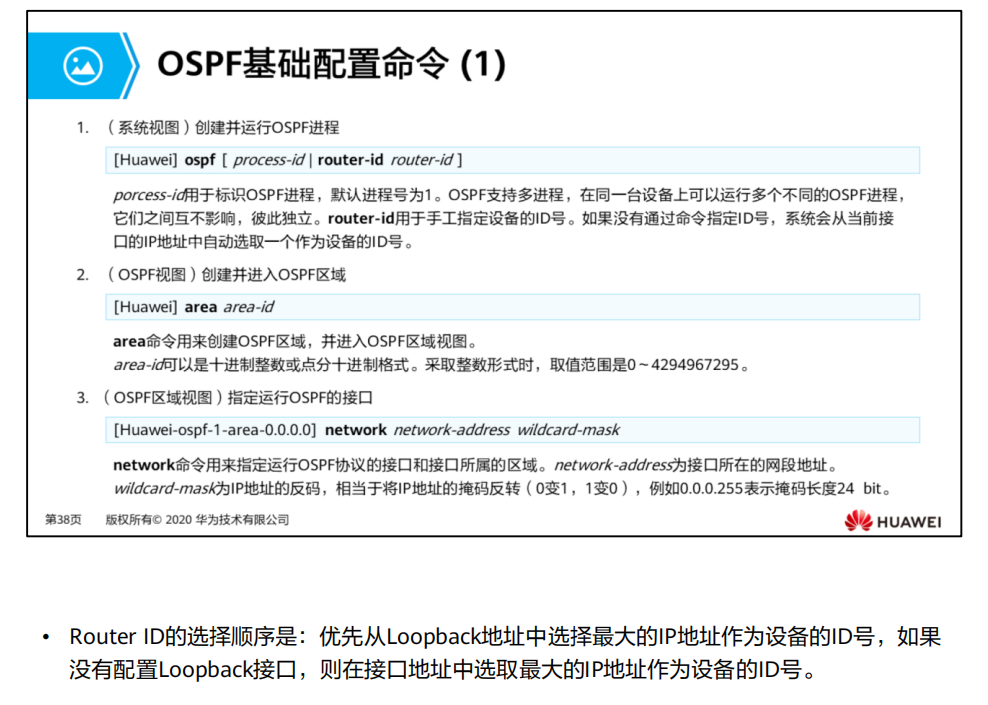 OSPF基础配置命令 (1)
1. （系统视图）创建并运行OSPF进程
[Huawei] ospf [ process-id | router-id router-id ]
porcess-id用于标识OSPF进程，默认进程号为1。OSPF支持多进程，在同一台设备上可以运行多个不同的OSPF进程，
它们之间互不影响，彼此独立。router-id用于手工指定设备的ID号。如果没有通过命令指定ID号，系统会从当前接
口的IP地址中自动选取一个作为设备的ID号。
2. （OSPF视图）创建并进入OSPF区域
[Huawei] area area-id
area命令用来创建OSPF区域，并进入OSPF区域视图。
area-id可以是十进制整数或点分十进制格式。采取整数形式时，取值范围是0～4294967295。
3. （OSPF区域视图）指定运行OSPF的接口
[Huawei-ospf-1-area-0.0.0.0] network network-address wildcard-mask
network命令用来指定运行OSPF协议的接口和接口所属的区域。network-address为接口所在的网段地址。
wildcard-mask为IP地址的反码，相当于将IP地址的掩码反转（0变1，1变0），例如0.0.0.255表示掩码长度24 bit。
第38页 版权所有© 2020 华为技术有限公司
HUAWEI
• Router ID的选择顺序是：优先从Loopback地址中选择最大的IP地址作为设备的ID号，如果
没有配置Loopback接口，则在接口地址中选取最大的IP地址作为设备的ID号。